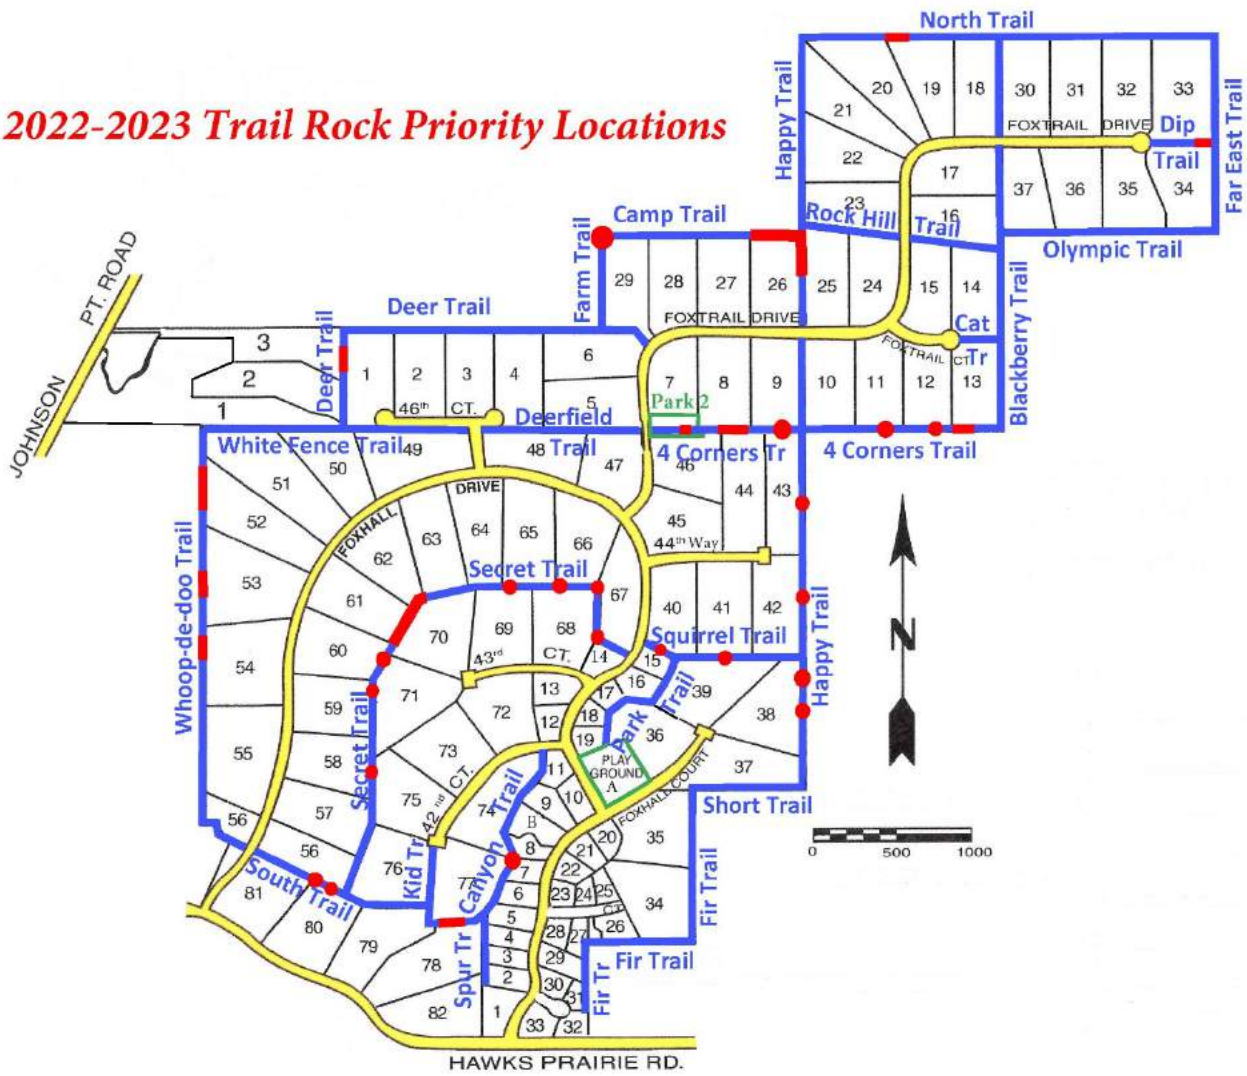 North Trail
2022-2023 Trail Rock Priority Locations
Happy Trail
20
19
18
30
31
32
33
21
FOXTRAIL DRIVE
Dip
Trail
Far East Trail
22
17
37
36
35
34
23
16
Rock Hill Trail
Camp Trail
Olympic Trail
JOHNSON PT. ROAD
Farm Trail
29
28
27
26
25
24
15
14
Deer Trail
FOXTRAIL DRIVE
Cat
Tr
FOXTRAIL CT.
Blackberry Trail
3
2
1
Deer Trail
1
2
3
4
6
5
7
8
9
10
11
12
13
46th CT.
Park 2
Deerfield
Trail
White Fence Trail
49
48
47
46
4 Corners Tr
4 Corners Trail
50
51
52
53
54
55
56
DRIVE
FOXHALL
62
63
64
65
66
45
44
43
44th Way
Whoop-de-doo Trail
Secret Trail
61
60
59
58
57
56
70
69
68
67
40
41
42
Squirrel Trail
Happy Trail
N
43rd CT.
14
15
16
17
Park Trail
39
38
37
36
71
72
13
12
18
19
Secret Trail
73
75
42nd CT.
74
11
PLAY
GROUND
A
FOXHALL COURT
Short Trail
0 500 1000
9
10
B
8
7
20
21
35
76
Kid Tr
77
Canyon Trail
22
6
23
24
25
CT.
34
Fir Trail
South Trail
81
80
79
78
5
4
3
2
28
27
26
29
Fir Trail
Spur Tr
30
31
Fir Tr
82
1
33
32
HAWKS PRAIRIE RD.